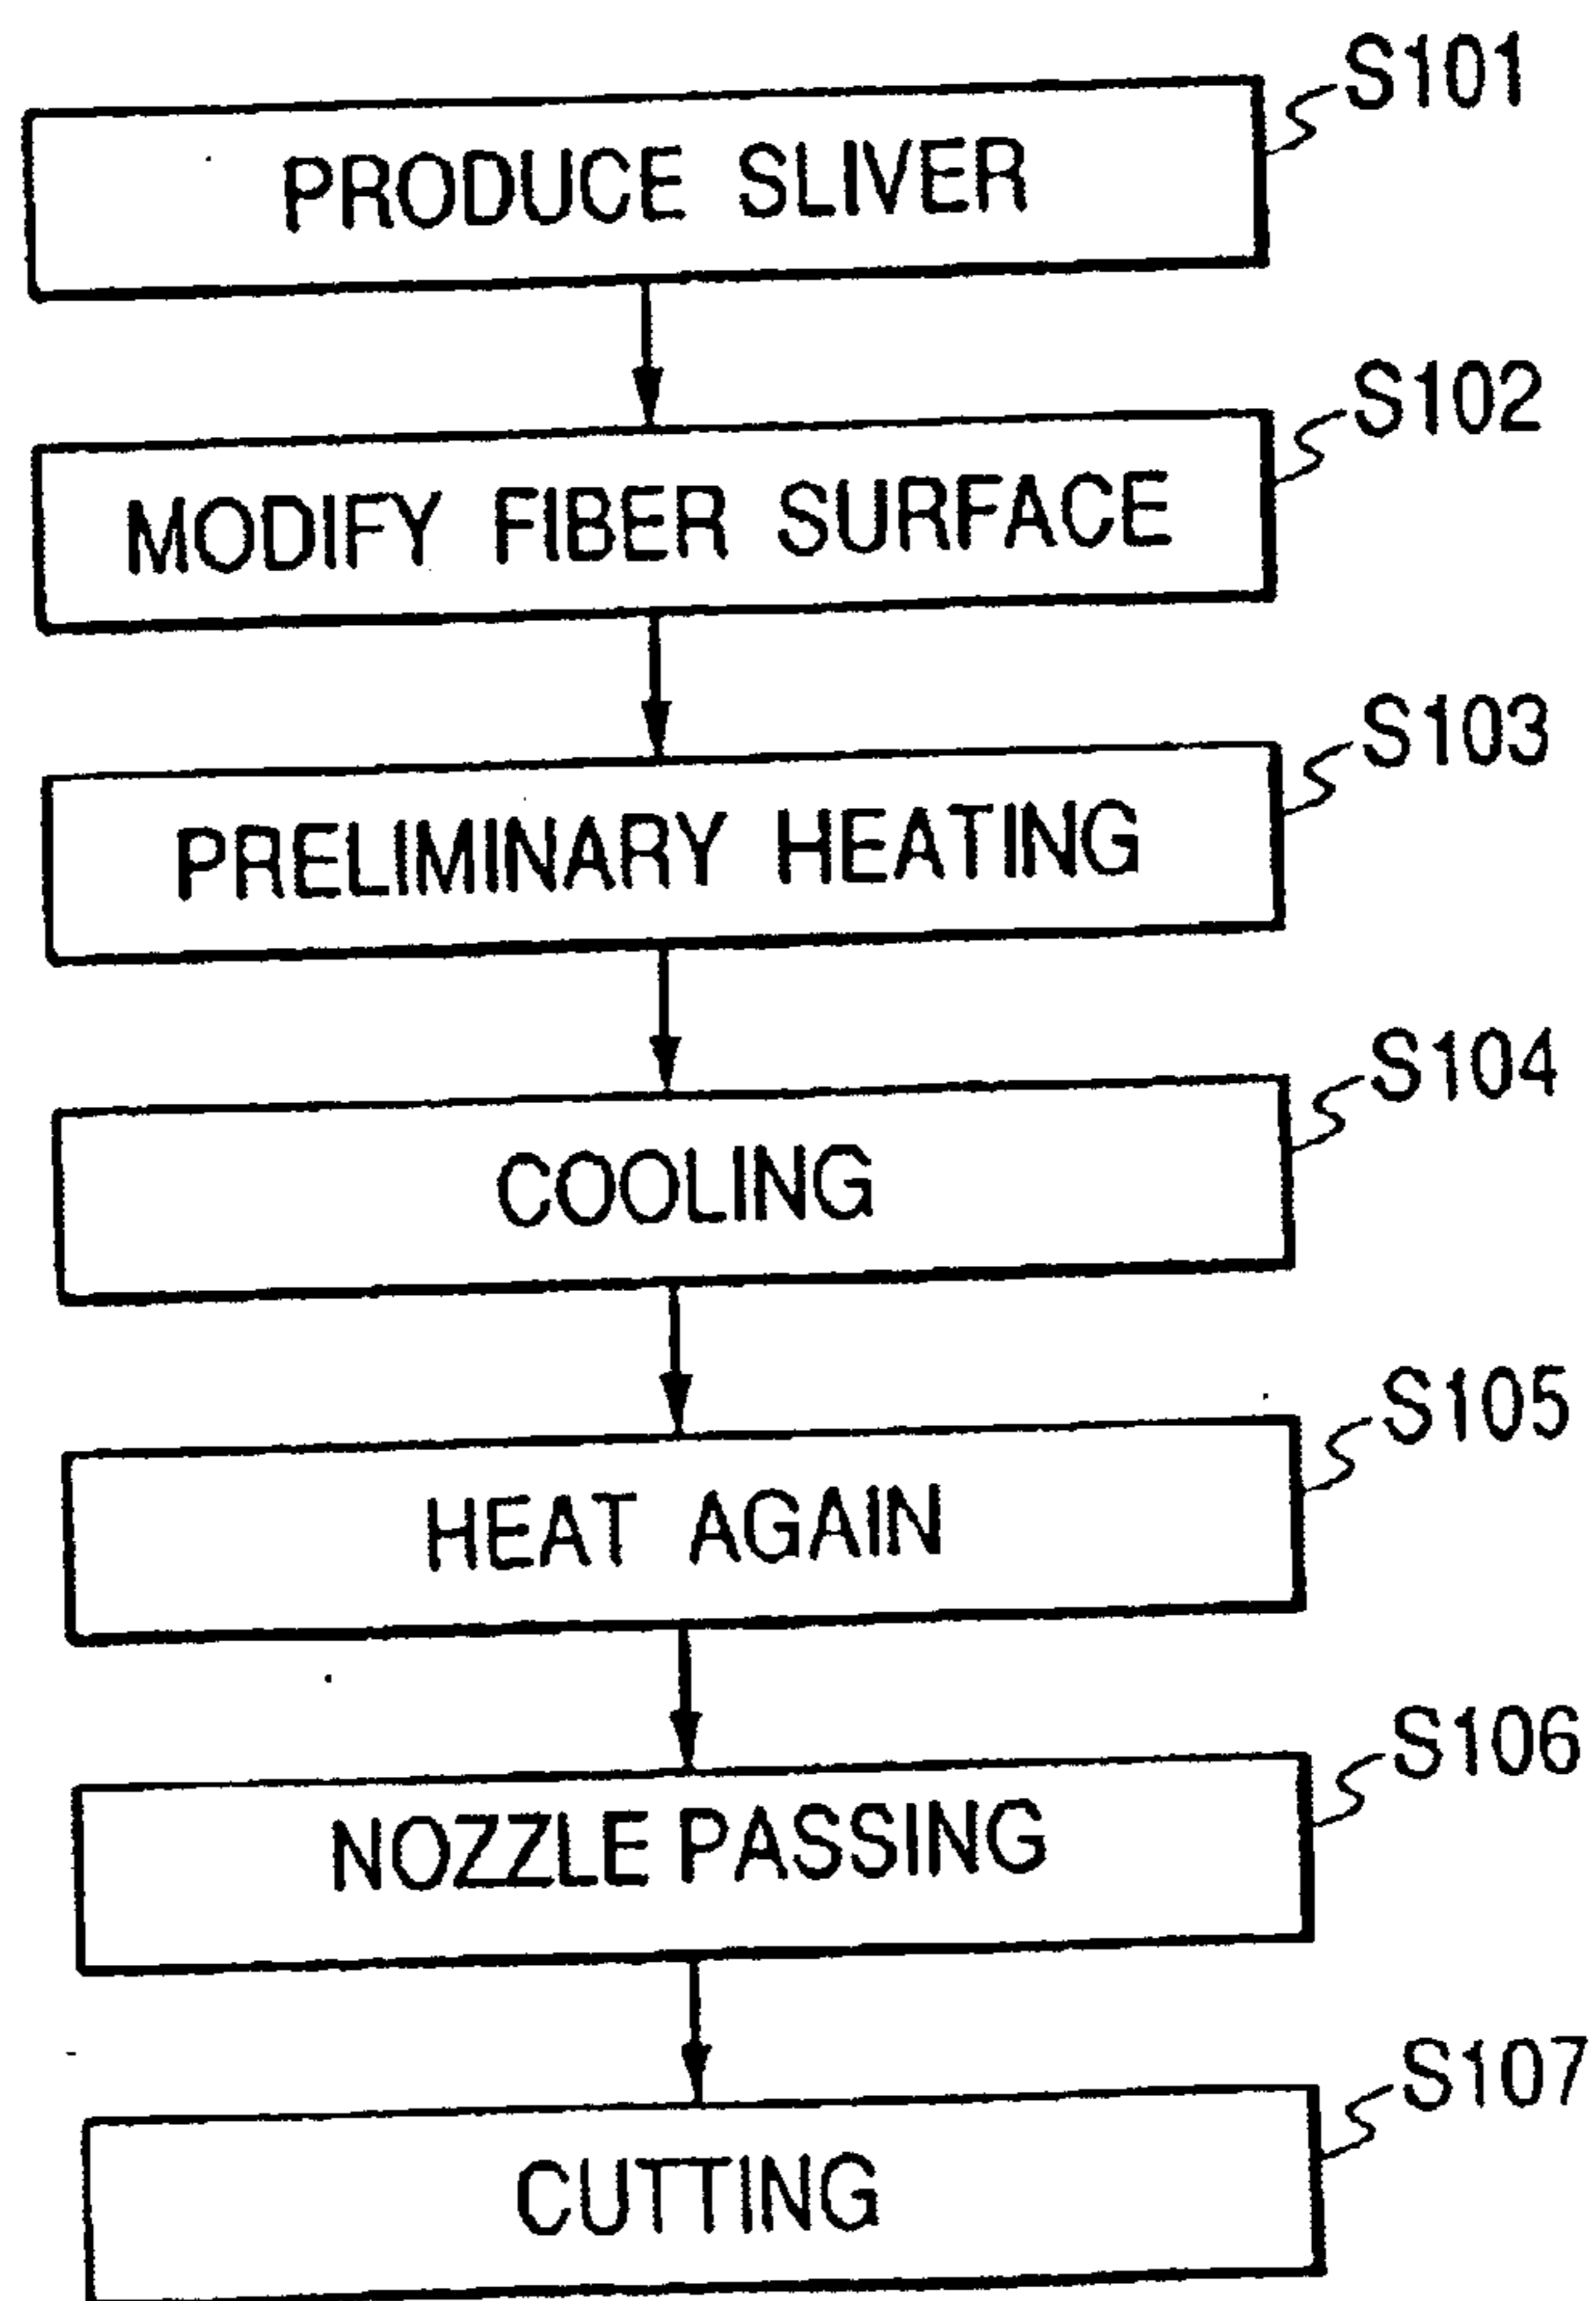 S101
PRODUCE SLIVER
S102
MODIFY FIBER SURFACE
S103
PRELIMINARY HEATING
S104
COOLING
S105
HEAT AGAIN
S106
NOZZLE PASSING
S107
CUTTING